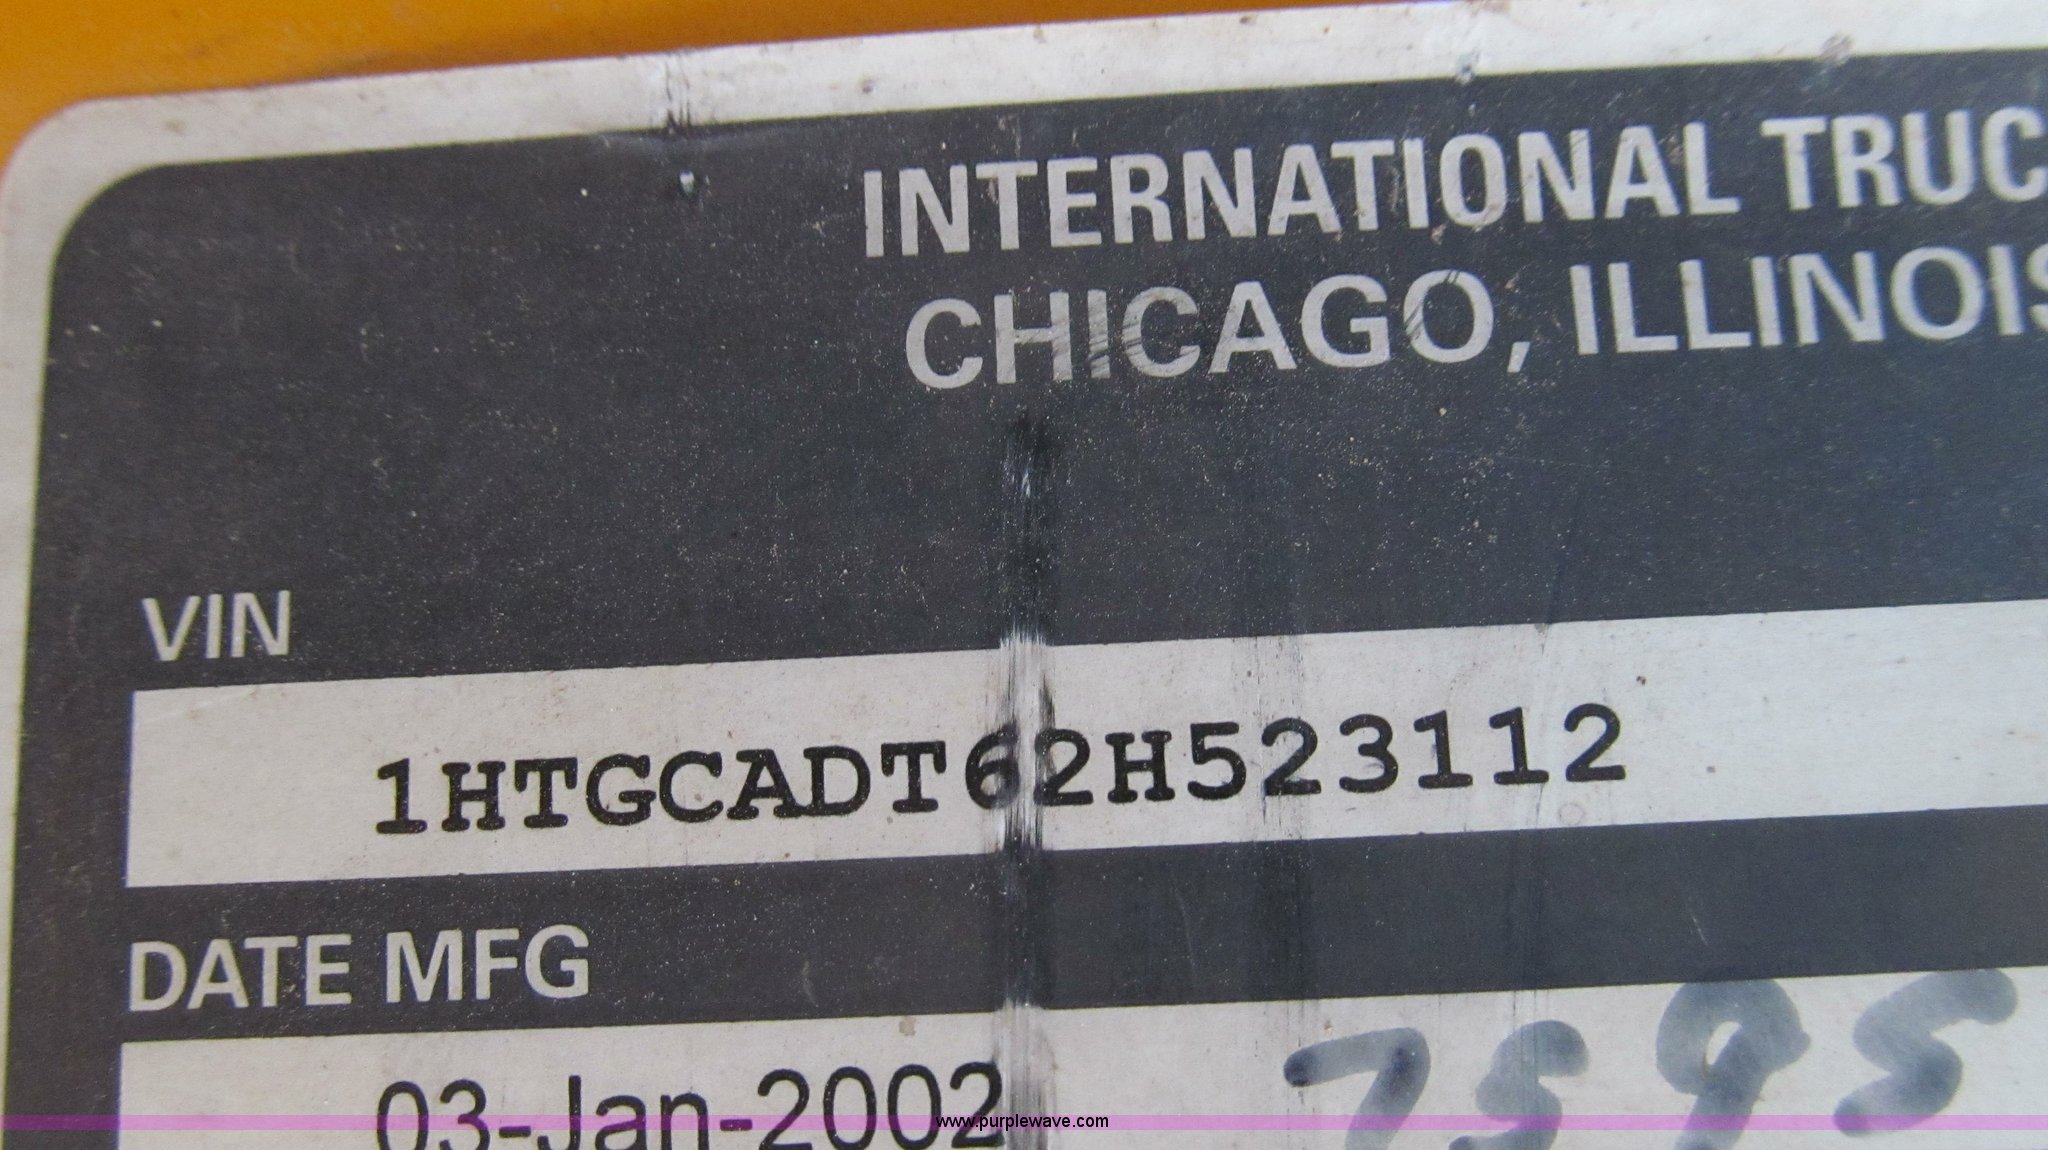 INTERNATIONAL TRUC
CHICAGO, ILLINOIS
VIN
1HTGCADT62H523112
DATE MFG
03-Jan-2002
7595
www.purplewave.com